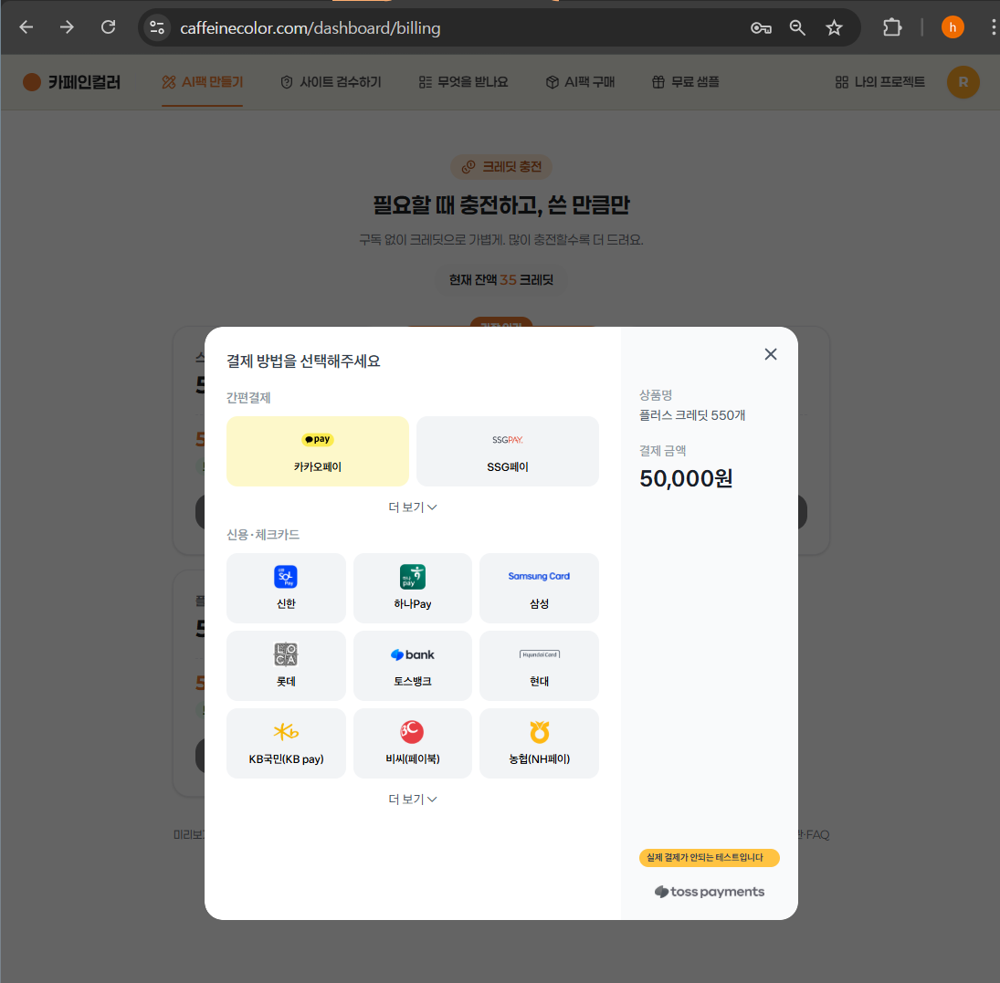 caffeinecolor.com/dashboard/billing
h
카페인컬러
AI팩 만들기
사이트 검수하기
무엇을 받나요
AI팩 구매
무료 샘플
나의 프로젝트
R
크레딧 충전
필요할 때 충전하고, 쓴 만큼만
구독 없이 크레딧으로 가볍게. 많이 충전할수록 더 드려요.
현재 잔액 35 크레딧
결제 방법을 선택해주세요
간편결제
pay
카카오페이
SSGPAY.
SSG페이
더 보기
신용·체크카드
신한 SOL Pay
신한
하나 pay
하나Pay
Samsung Card
삼성
LOCA
롯데
bank
토스뱅크
Hyundai Card
현대
Kb
KB국민(KB pay)
BC
비씨(페이북)
농협(NH페이)
더 보기
상품명
플러스 크레딧 550개
결제 금액
50,000원
실제 결제가 안되는 테스트입니다
toss payments
미리보
·FAQ